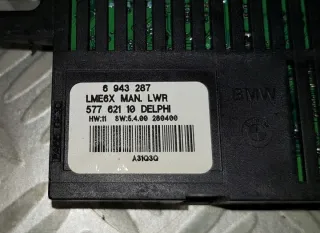 6 943 287
LME6X MAN. LWR
577 621 10 DELPHI
HW:11 SW:5.4.00 280400
A31Q3Q
BMW